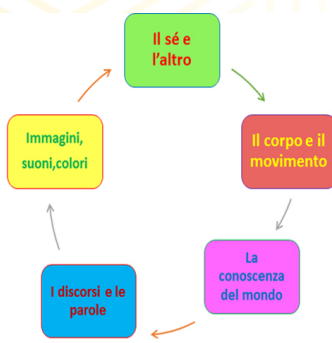 Il sé e
l'altro
Il corpo e il
movimento
La
conoscenza
del mondo
I discorsi e le
parole
Immagini,
suoni,colori